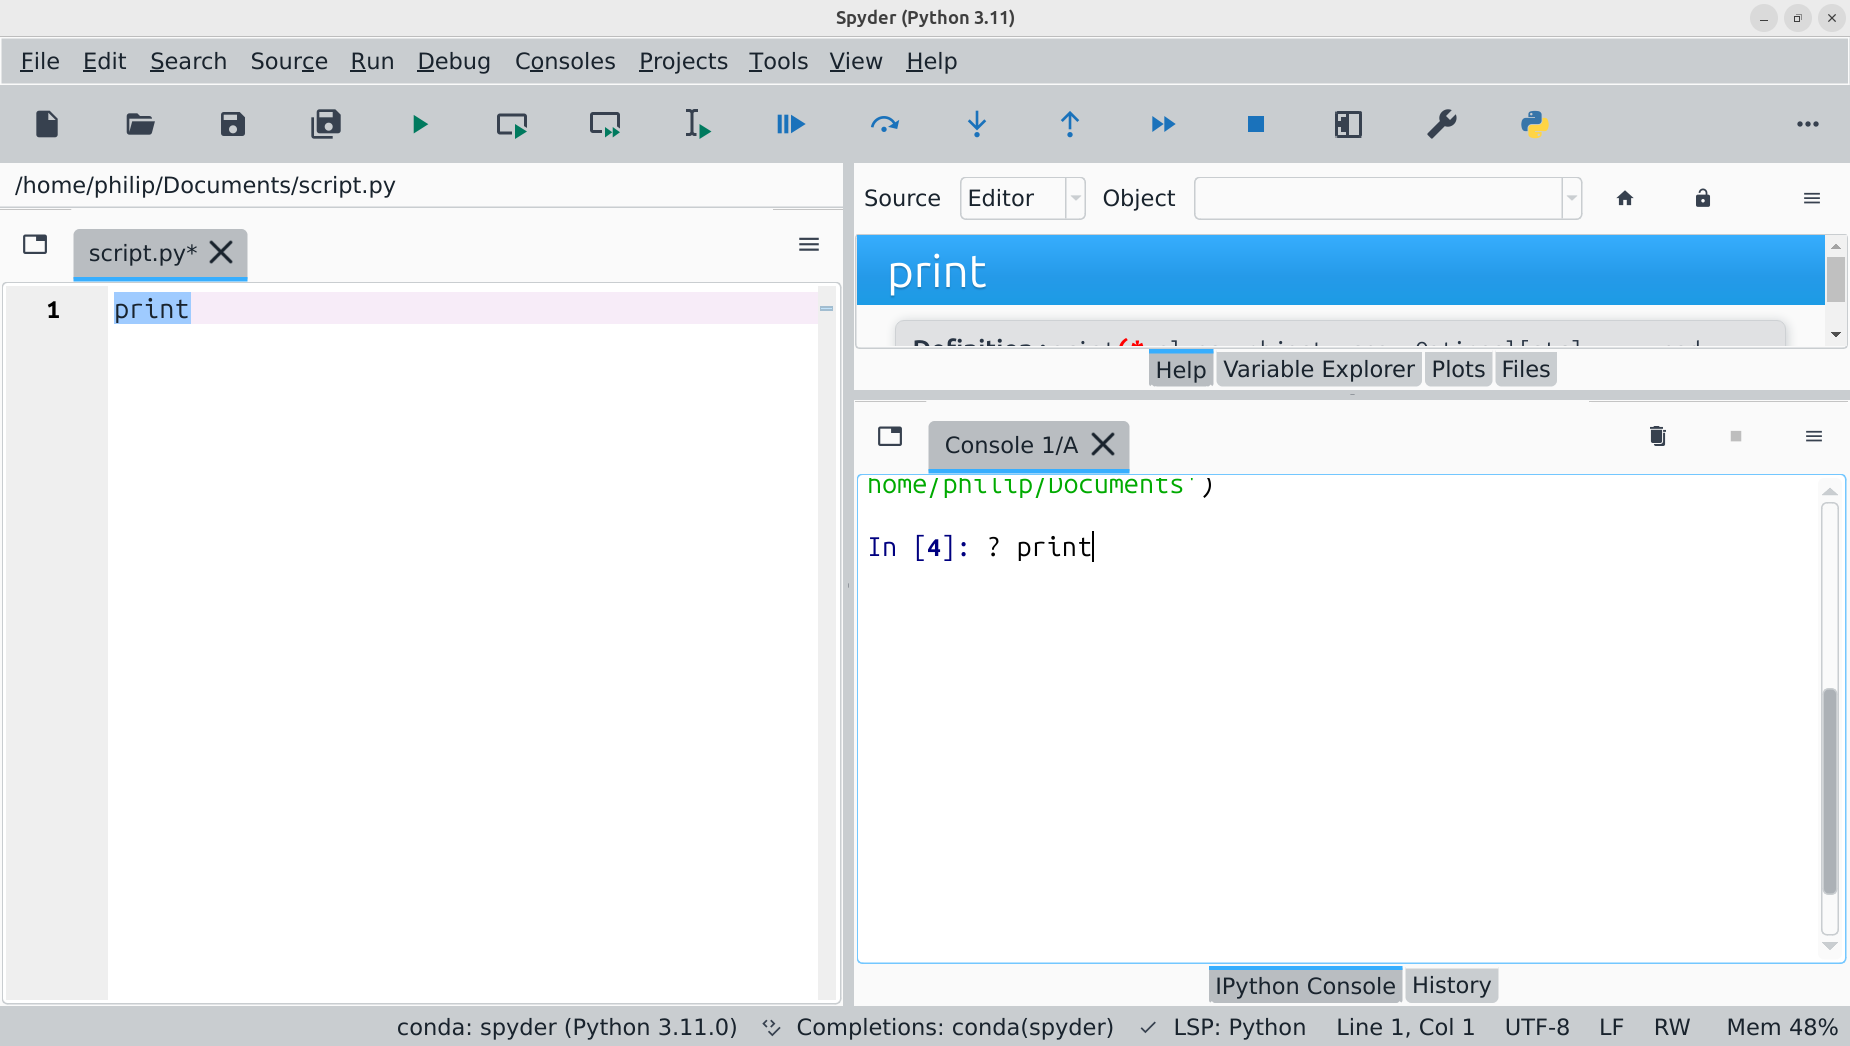 Spyder (Python 3.11)
File Edit Search Source Run Debug Consoles Projects Tools View Help
/home/philip/Documents/script.py
script.py*
1 print
Source Editor Object
print
Help Variable Explorer Plots Files
Console 1/A
home/philip/Documents')
In [4]: ? print
IPython Console History
conda: spyder (Python 3.11.0) Completions: conda(spyder) LSP: Python Line 1, Col 1 UTF-8 LF RW Mem 48%